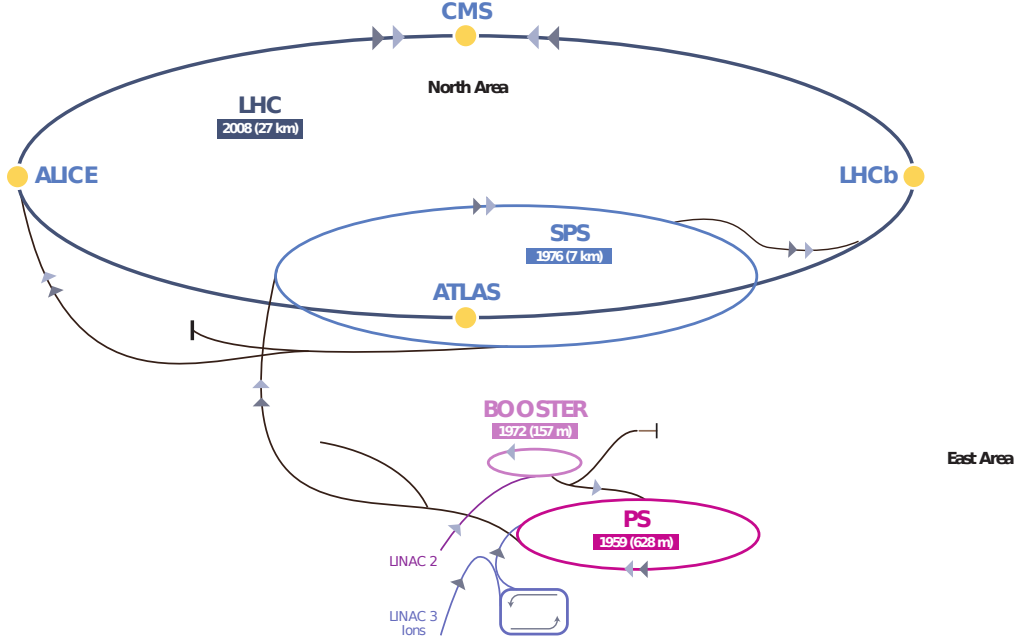 CMS
North Area
LHC
2008 (27 km)
ALICE
LHCb
SPS
1976 (7 km)
ATLAS
BOOSTER
1972 (157 m)
East Area
PS
1959 (628 m)
LINAC 2
LINAC 3
Ions